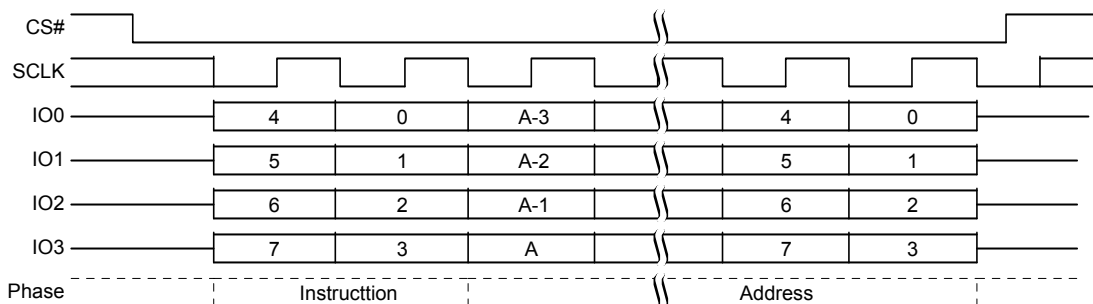 CS#
SCLK
IO0 4 0 A-3 4 0
IO1 5 1 A-2 5 1
IO2 6 2 A-1 6 2
IO3 7 3 A 7 3
Phase Instructtion Address